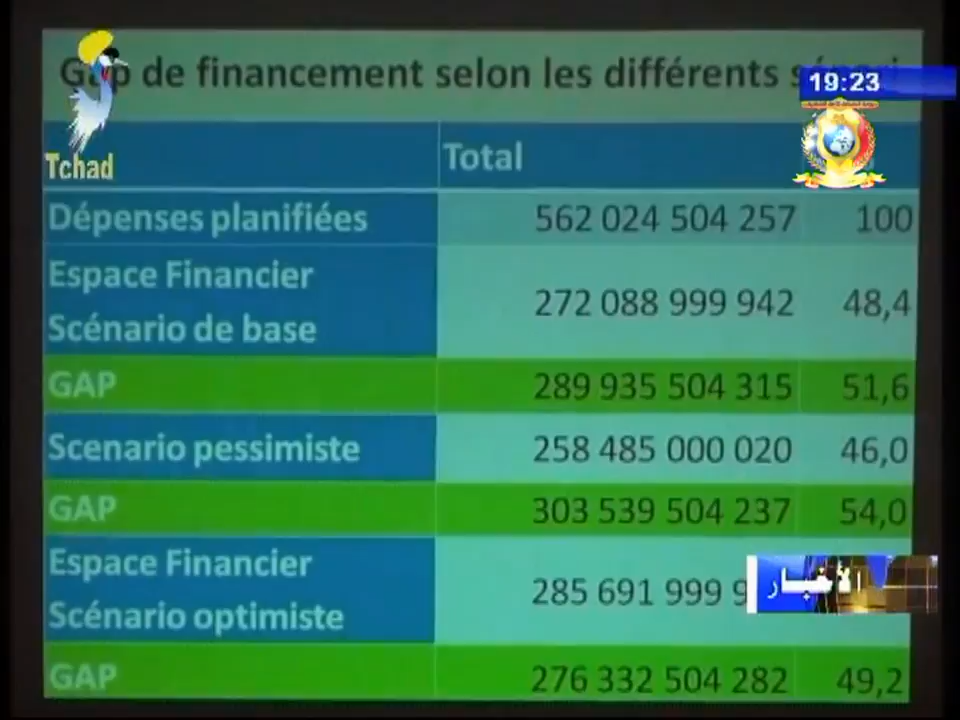 Gap de financement selon les différents
19:23
Tchad
Total
Dépenses planifiées 562 024 504 257 100
Espace Financier
Scénario de base 272 088 999 942 48,4
GAP 289 935 504 315 51,6
Scenario pessimiste 258 485 000 020 46,0
GAP 303 539 504 237 54,0
Espace Financier
Scénario optimiste 285 691 999
الأخبار
GAP 276 332 504 282 49,2